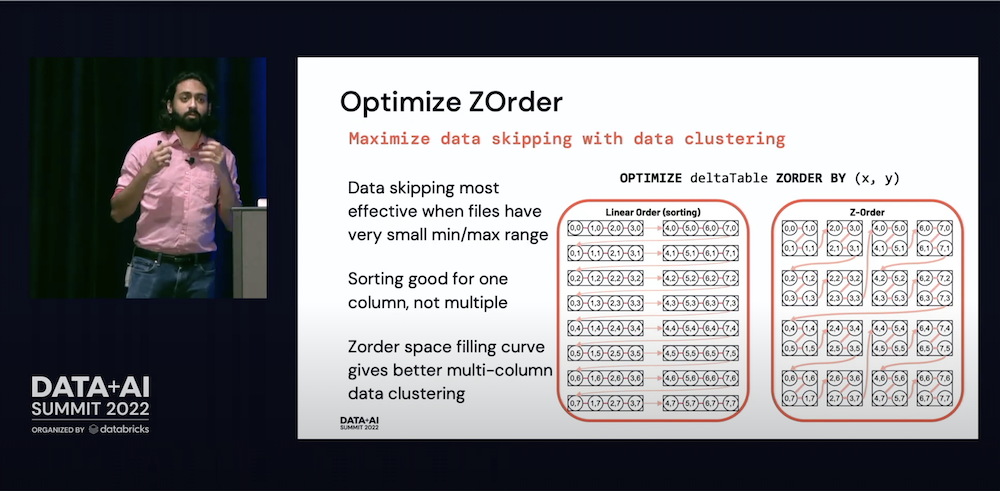 Optimize ZOrder
Maximize data skipping with data clustering
Data skipping most
effective when files have
very small min/max range
Sorting good for one
column, not multiple
Zorder space filling curve
gives better multi-column
data clustering
OPTIMIZE deltaTable ZORDER BY (x, y)
Linear Order (sorting)
0,0 1,0 2,0 3,0 4,0 5,0 6,0 7,0
0,1 1,1 2,1 3,1 4,1 5,1 6,1 7,1
0,2 1,2 2,2 3,2 4,2 5,2 6,2 7,2
0,3 1,3 2,3 3,3 4,3 5,3 6,3 7,3
0,4 1,4 2,4 3,4 4,4 5,4 6,4 7,4
0,5 1,5 2,5 3,5 4,5 5,5 6,5 7,5
0,6 1,6 2,6 3,6 4,6 5,6 6,6 7,6
0,7 1,7 2,7 3,7 4,7 5,7 6,7 7,7
Z-Order
0,0 1,0 2,0 3,0 4,0 5,0 6,0 7,0
0,1 1,1 2,1 3,1 4,1 5,1 6,1 7,1
0,2 1,2 2,2 3,2 4,2 5,2 6,2 7,2
0,3 1,3 2,3 3,3 4,3 5,3 6,3 7,3
0,4 1,4 2,4 3,4 4,4 5,4 6,4 7,4
0,5 1,5 2,5 3,5 4,5 5,5 6,5 7,5
0,6 1,6 2,6 3,6 4,6 5,6 6,6 7,6
0,7 1,7 2,7 3,7 4,7 5,7 6,7 7,7
DATA+AI
SUMMIT 2022
DATA+AI
SUMMIT 2022
ORGANIZED BY databricks